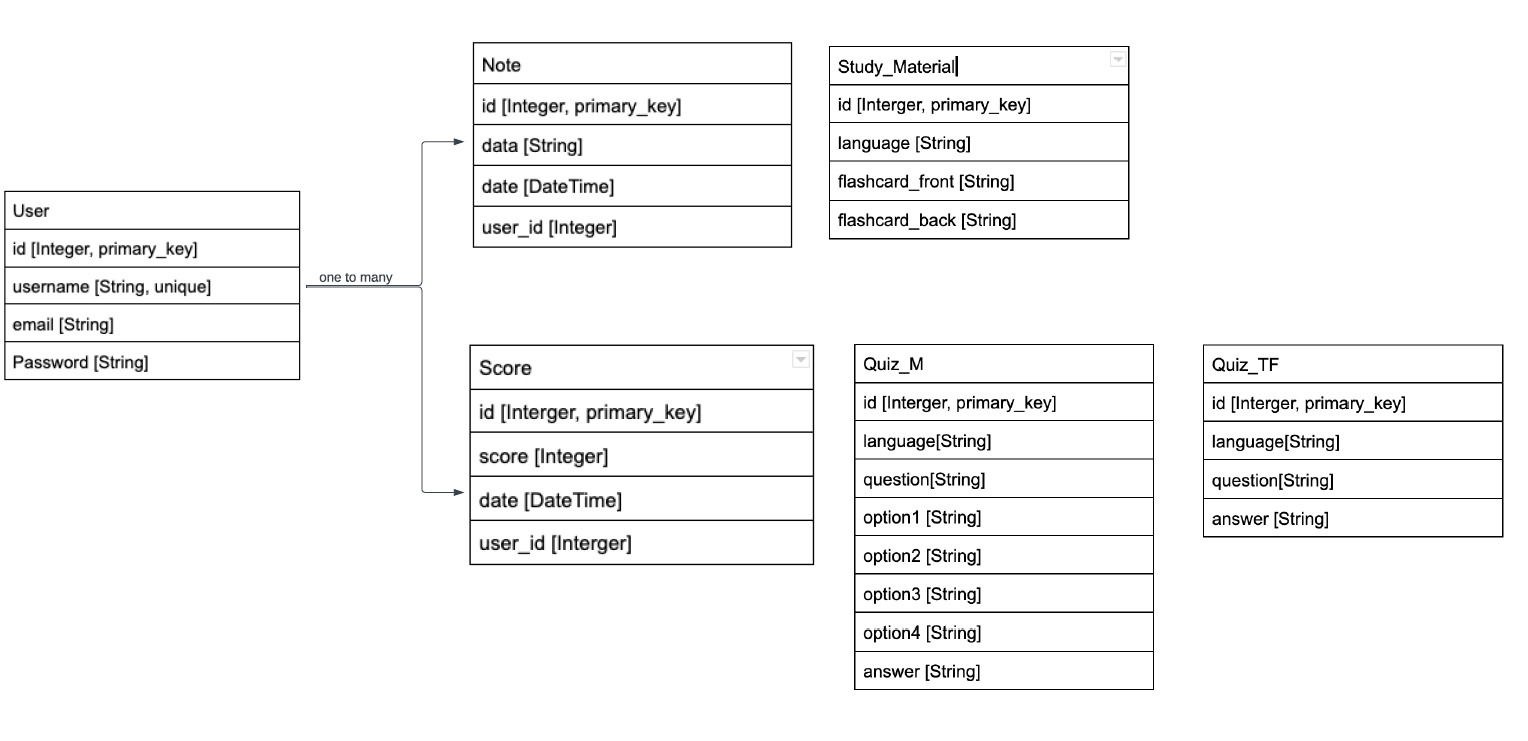 User
id [Integer, primary_key]
username [String, unique]
email [String]
Password [String]
one to many
Note
id [Integer, primary_key]
data [String]
date [DateTime]
user_id [Integer]
Study_Material
id [Interger, primary_key]
language [String]
flashcard_front [String]
flashcard_back [String]
Score
id [Interger, primary_key]
score [Integer]
date [DateTime]
user_id [Interger]
Quiz_M
id [Interger, primary_key]
language[String]
question[String]
option1 [String]
option2 [String]
option3 [String]
option4 [String]
answer [String]
Quiz_TF
id [Interger, primary_key]
language[String]
question[String]
answer [String]